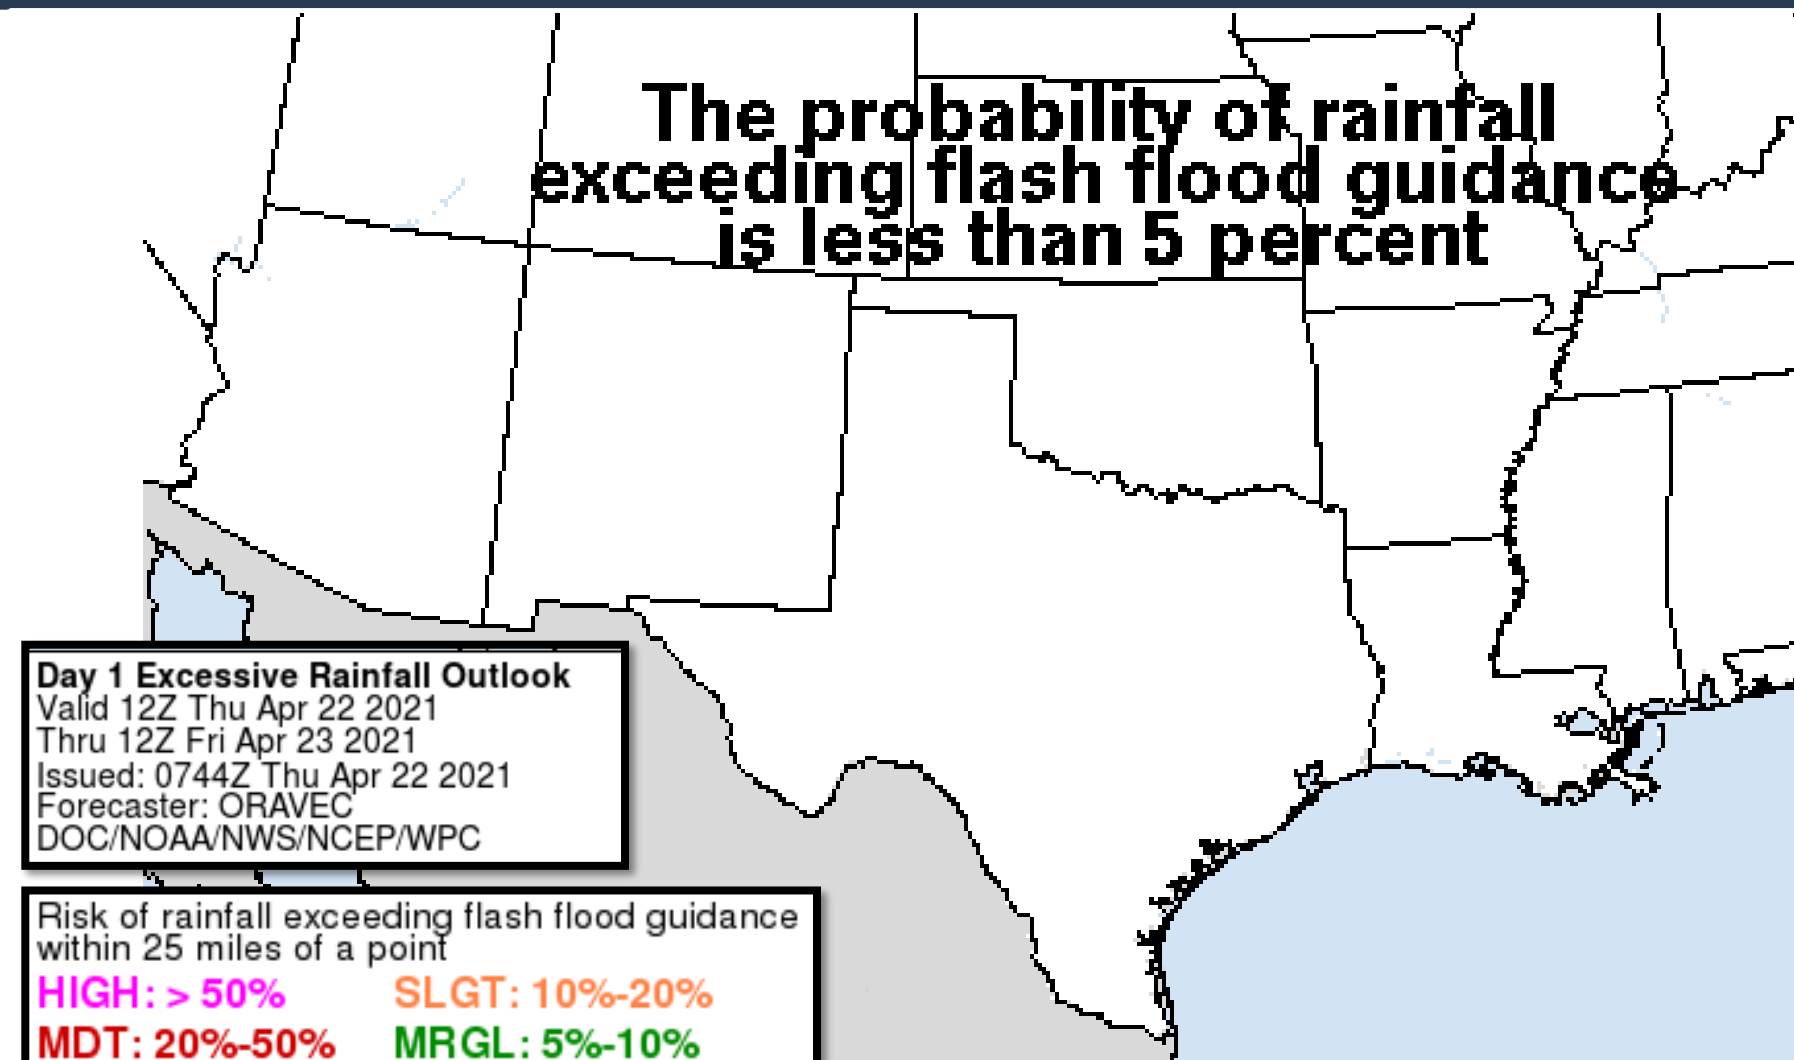 The probability of rainfall
exceeding flash flood guidance
is less than 5 percent
Day 1 Excessive Rainfall Outlook
Valid 12Z Thu Apr 22 2021
Thru 12Z Fri Apr 23 2021
Issued: 0744Z Thu Apr 22 2021
Forecaster: ORAVEC
DOC/NOAA/NWS/NCEP/WPC
Risk of rainfall exceeding flash flood guidance
within 25 miles of a point
HIGH: > 50% SLGT: 10%-20%
MDT: 20%-50% MRGL: 5%-10%